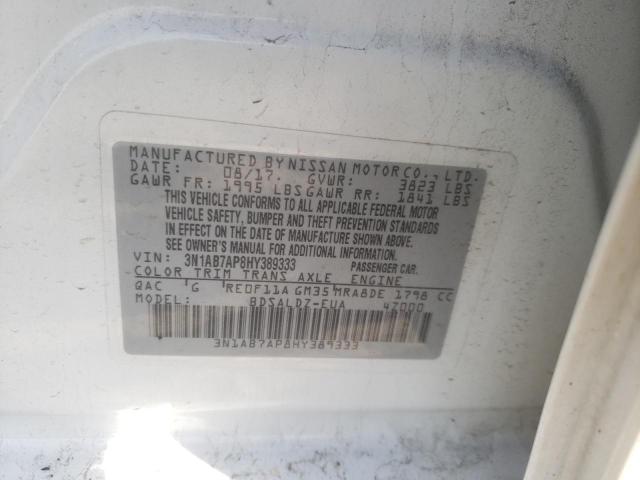 MANUFACTURED BY NISSAN MOTOR CO., LTD.
DATE: 08/17. GVWR: 3823 LBS
GAWR FR: 1995 LBS GAWR RR: 1841 LBS
THIS VEHICLE CONFORMS TO ALL APPLICABLE FEDERAL MOTOR
VEHICLE SAFETY, BUMPER AND THEFT PREVENTION STANDARDS
IN EFFECT ON THE DATE OF MANUFACTURE SHOWN ABOVE.
SEE OWNER'S MANUAL FOR ADDITIONAL INFORMATION.
VIN: 3N1AB7AP8HY389333 PASSENGER CAR.
COLOR TRIM TRANS AXLE ENGINE
QAC G RE0F11A GM35 MRA8DE 1798 CC
MODEL BDSALDZ-EUA 4Z000
3N1AB7AP8HY389333